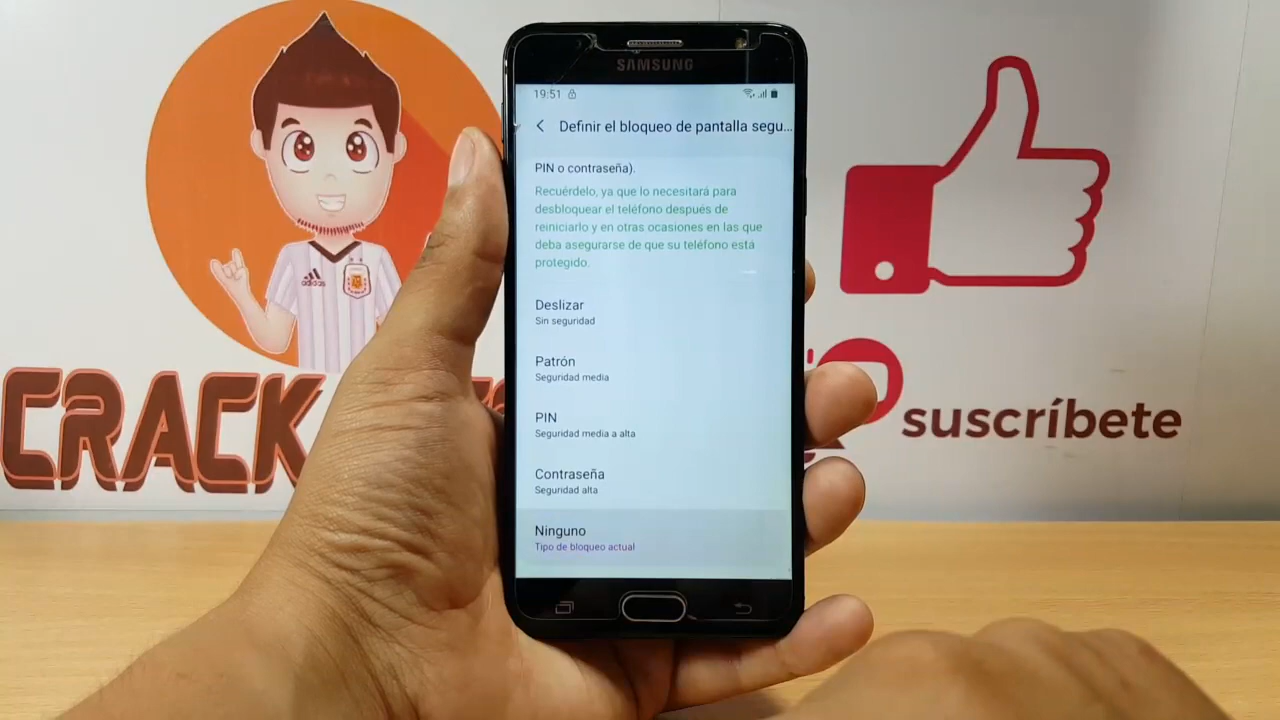 SAMSUNG
19:51
Definir el bloqueo de pantalla segu...
PIN o contraseña).
Recuérdelo, ya que lo necesitará para
desbloquear el teléfono después de
reiniciarlo y en otras ocasiones en las que
deba asegurarse de que su teléfono está
protegido.
Deslizar
Sin seguridad
Patrón
Seguridad media
PIN
Seguridad media a alta
Contraseña
Seguridad alta
Ninguno
Tipo de bloqueo actual
adidas
CRACK
suscríbete